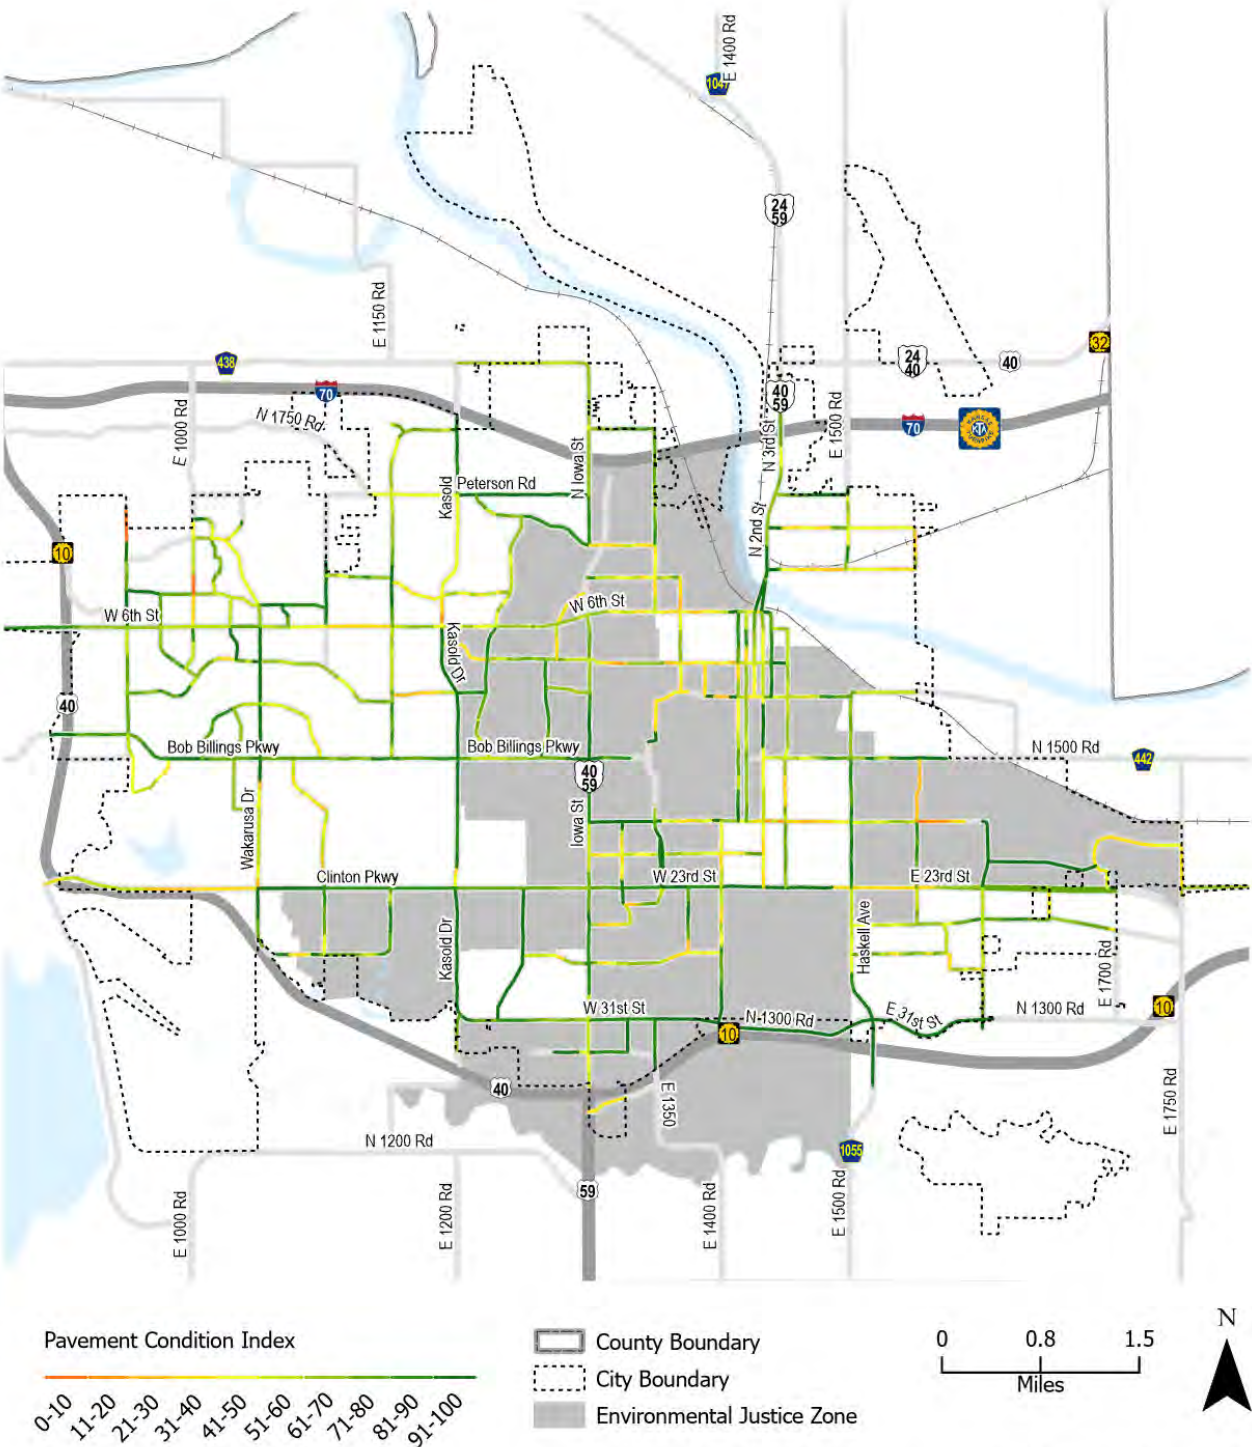 E 1400 Rd
1047
24
59
E 1150 Rd
32
438
24
40
40
70
40
59
E 1000 Rd
N 1750 Rd
N Iowa St
N 3rd St
E 1500 Rd
70
KANSAS
KTA
TURNPIKE
Kasold
Peterson Rd
N 2nd St
10
W 6th St
W 6th St
Kasold Dr
40
Bob Billings Pkwy
Bob Billings Pkwy
N 1500 Rd
442
40
59
Wakarusa Dr
Iowa St
Clinton Pkwy
W 23rd St
E 23rd St
Kasold Dr
Haskell Ave
E 1700 Rd
W 31st St
N 1300 Rd
E 31st St
N 1300 Rd
10
10
40
E 1350
E 1750 Rd
N 1200 Rd
1055
59
E 1000 Rd
E 1200 Rd
E 1400 Rd
E 1500 Rd
Pavement Condition Index
0-10
11-20
21-30
31-40
41-50
51-60
61-70
71-80
81-90
91-100
County Boundary
City Boundary
Environmental Justice Zone
0 0.8 1.5
Miles
N